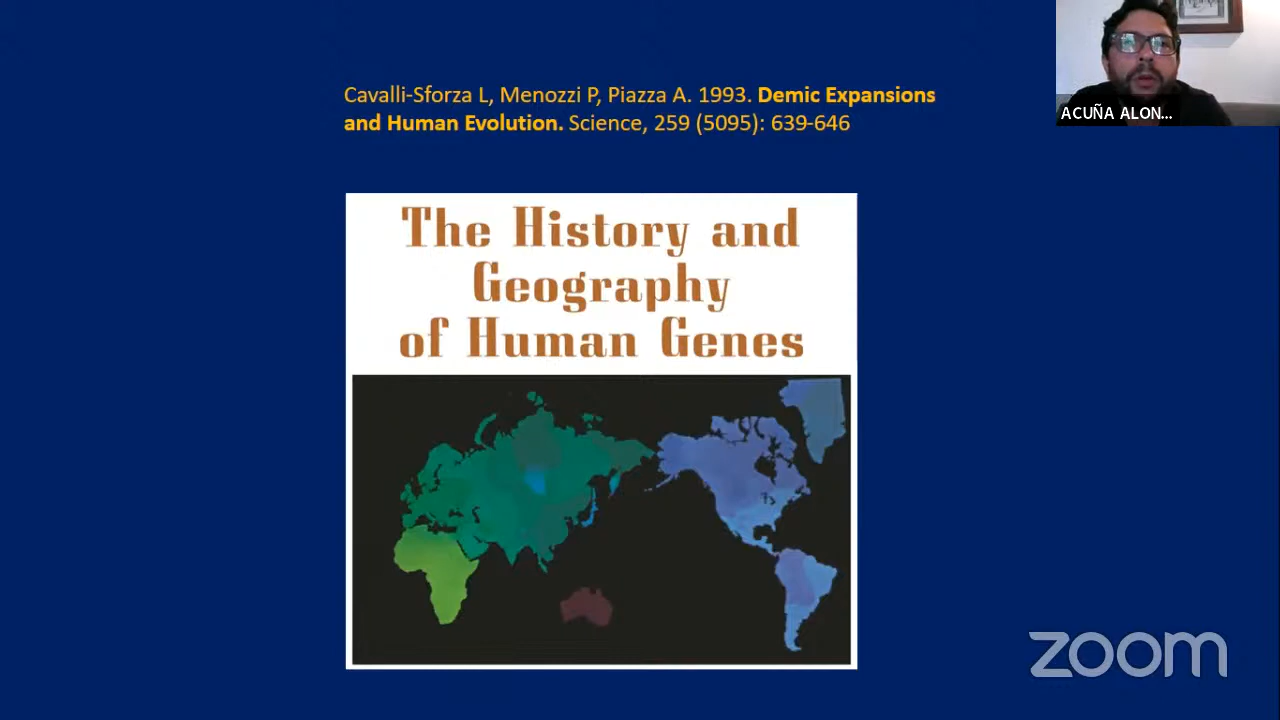 Cavalli-Sforza L, Menozzi P, Piazza A. 1993. Demic Expansions
and Human Evolution. Science, 259 (5095): 639-646
ACUÑA ALON...
The History and
Geography
of Human Genes
zoom